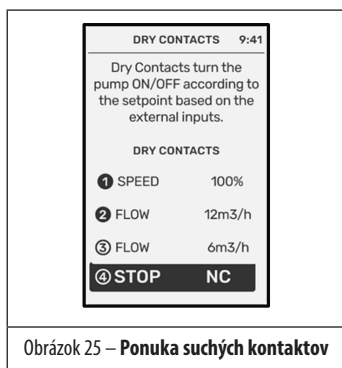 DRY CONTACTS 9:41
Dry Contacts turn the
pump ON/OFF according to
the setpoint based on the
external inputs.
DRY CONTACTS
1 SPEED 100%
2 FLOW 12m3/h
3 FLOW 6m3/h
4 STOP NC
Obrázok 25 – Ponuka suchých kontaktov